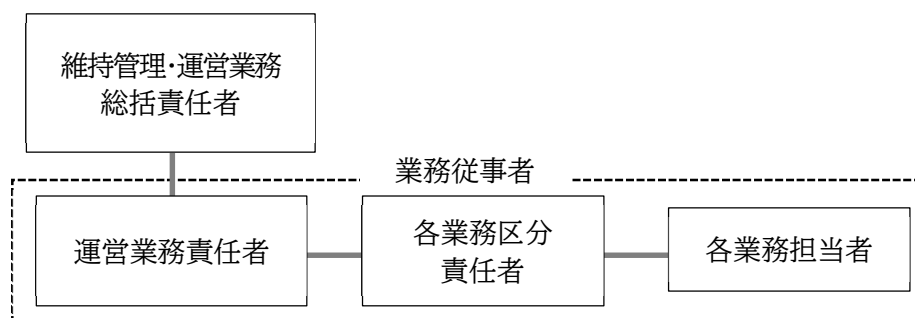 維持管理・運営業務
総括責任者
業務従事者
運営業務責任者
各業務区分
責任者
各業務担当者